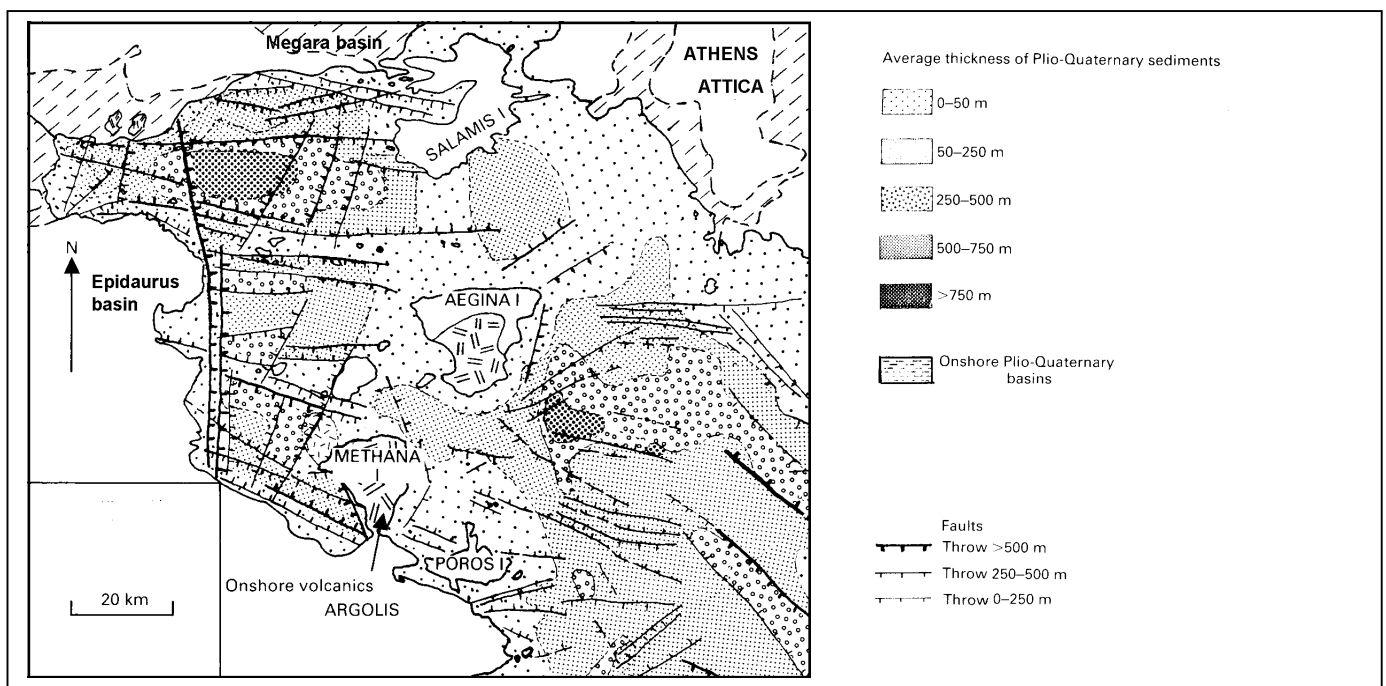 Megara basin
ATHENS
ATTICA
SALAMIS I
N
Epidaurus
basin
AEGINA I
METHANA
POROS I
Onshore volcanics
ARGOLIS
20 km
Average thickness of Plio-Quaternary sediments
0–50 m
50–250 m
250–500 m
500–750 m
>750 m
Onshore Plio-Quaternary
basins
Faults
Throw >500 m
Throw 250–500 m
Throw 0–250 m